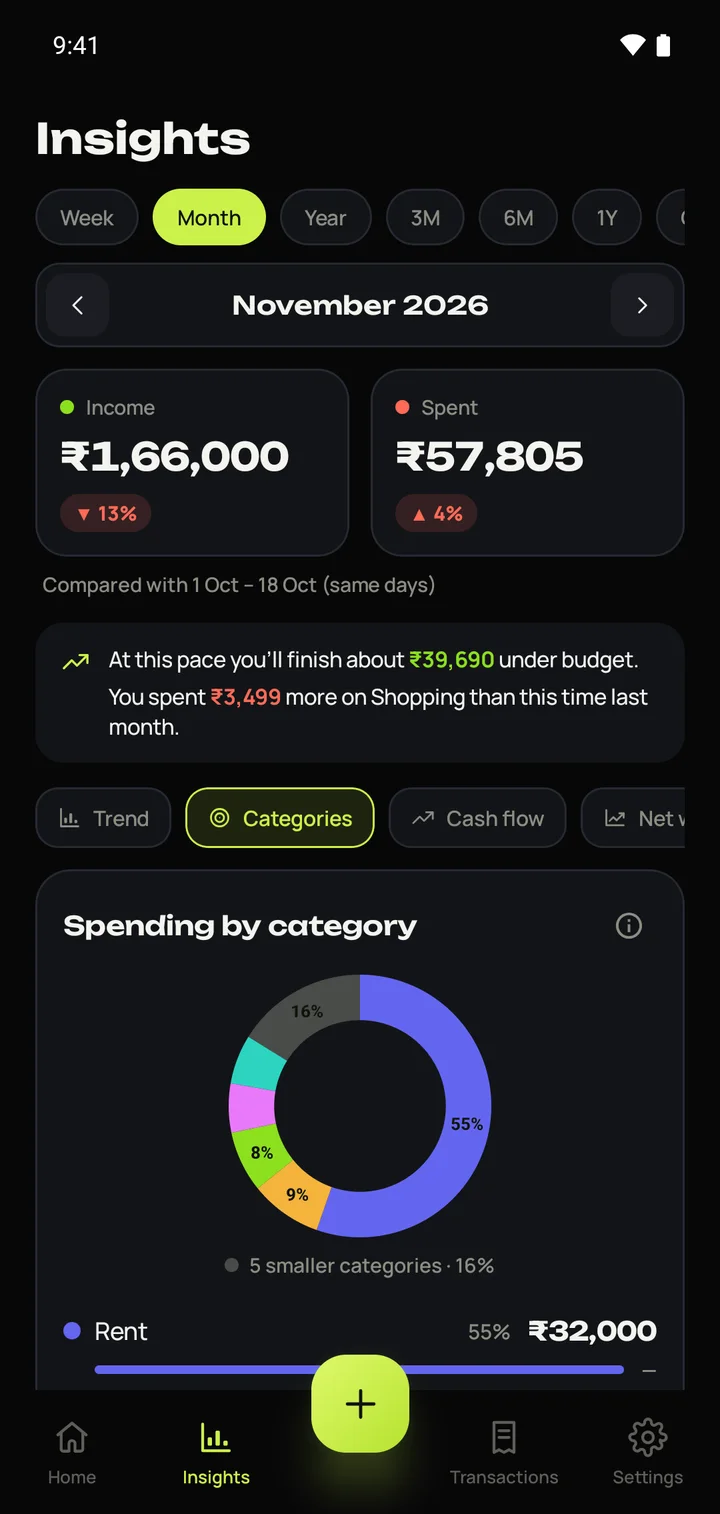 9:41
Insights
Week Month Year 3M 6M 1Y
November 2026
Income Spent
₹1,66,000 ₹57,805
▼ 13% ▲ 4%
Compared with 1 Oct – 18 Oct (same days)
At this pace you'll finish about ₹39,690 under budget.
You spent ₹3,499 more on Shopping than this time last
month.
Trend Categories Cash flow Net
Spending by category
16%
55%
8%
9%
5 smaller categories · 16%
Rent 55% ₹32,000
–
Home Insights Transactions Settings